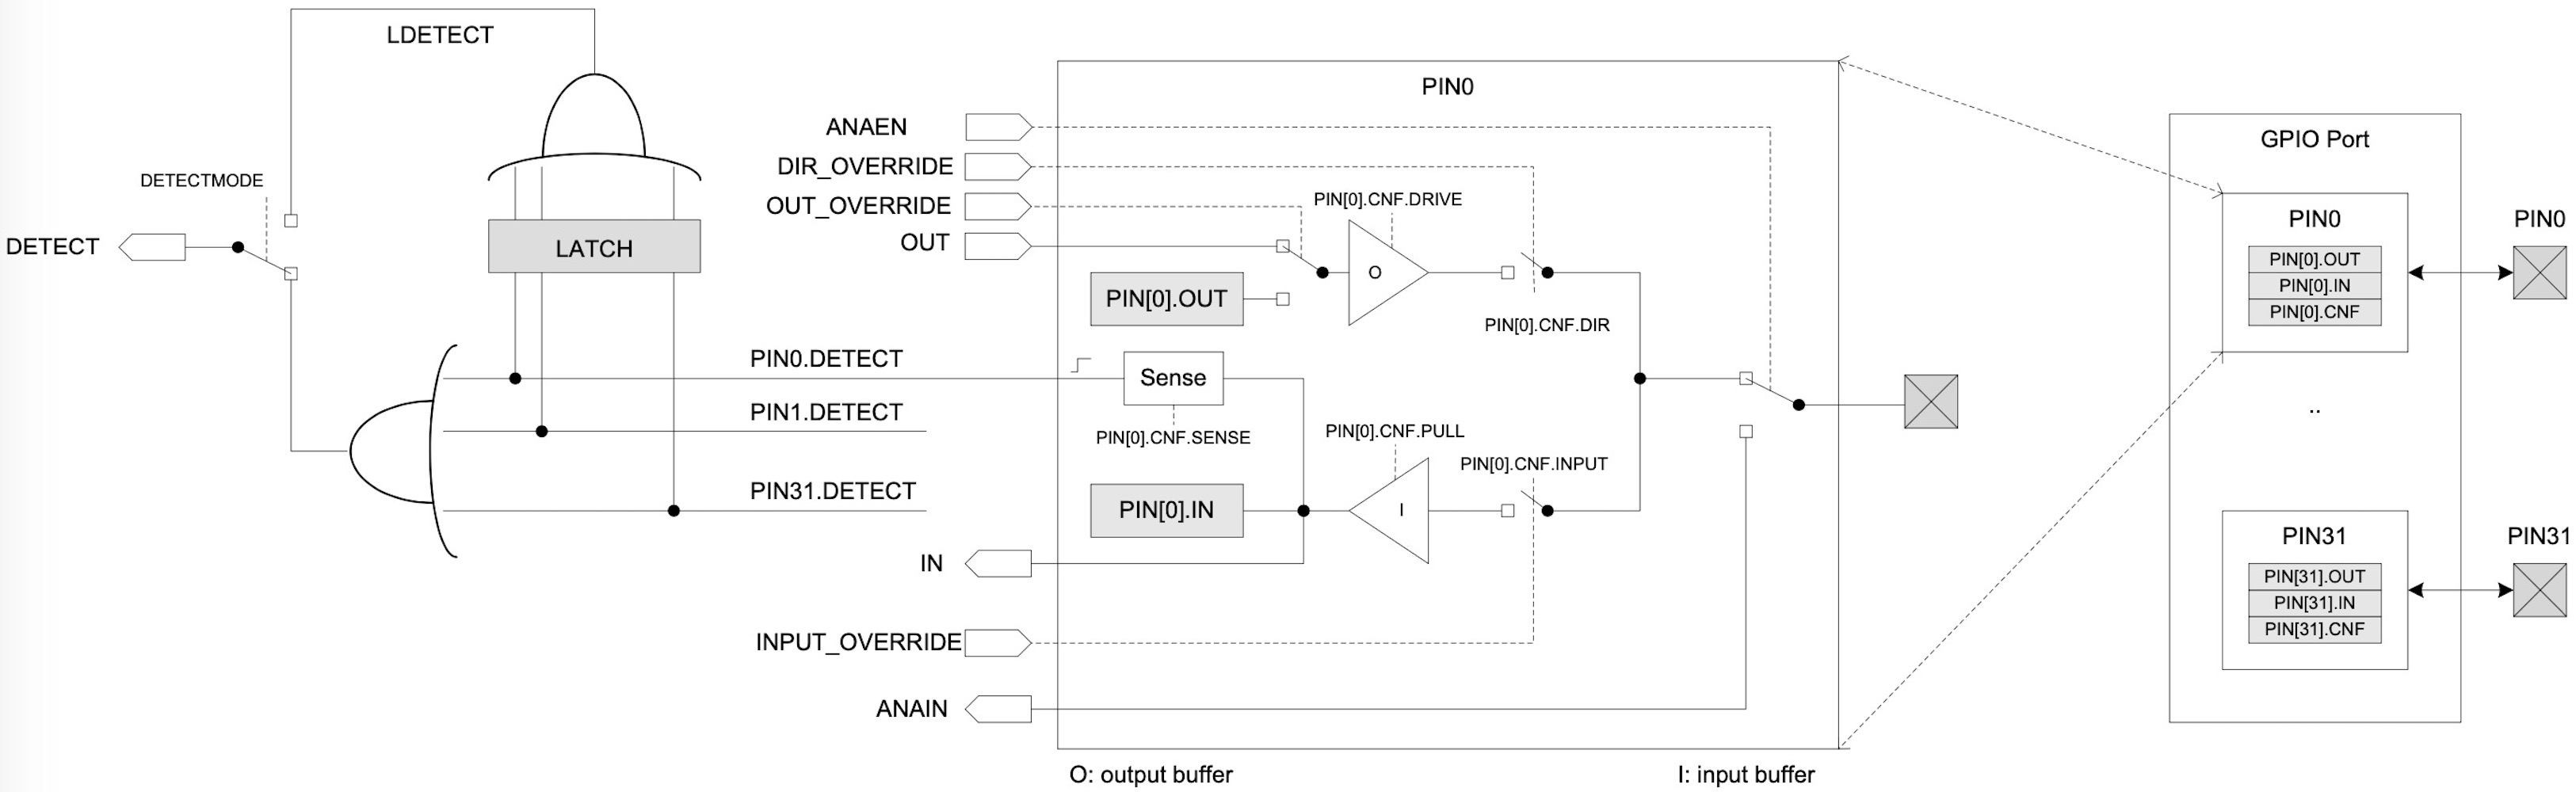 LDETECT
PIN0
ANAEN
GPIO Port
DIR_OVERRIDE
DETECTMODE
PIN[0].CNF.DRIVE
OUT_OVERRIDE
PIN0
PIN0
OUT
DETECT
LATCH
PIN[0].OUT
O
PIN[0].IN
PIN[0].OUT
PIN[0].CNF
PIN[0].CNF.DIR
PIN0.DETECT
Sense
PIN1.DETECT
..
PIN[0].CNF.SENSE
PIN[0].CNF.PULL
PIN[0].CNF.INPUT
PIN31.DETECT
PIN[0].IN
I
PIN31
PIN31
IN
PIN[31].OUT
PIN[31].IN
PIN[31].CNF
INPUT_OVERRIDE
ANAIN
O: output buffer
I: input buffer